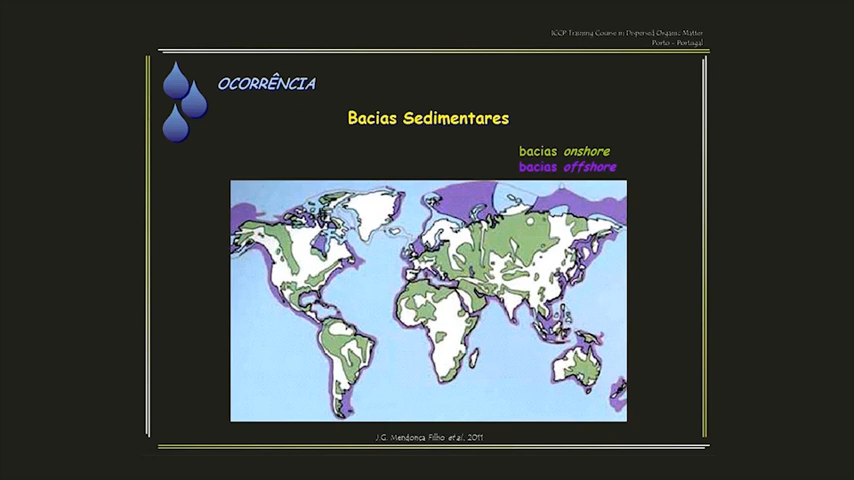 ICCP Training Course in Dispersed Organic Matter
Porto - Portugal
OCORRÊNCIA
Bacias Sedimentares
bacias onshore
bacias offshore
J.G. Mendonça Filho et al., 2011